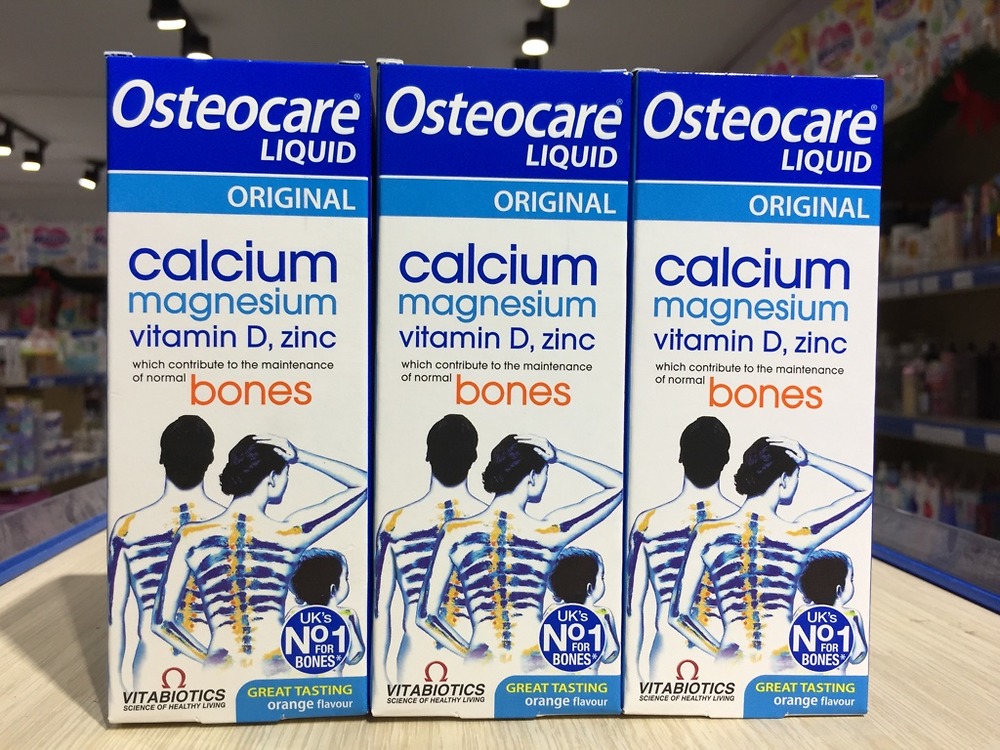 Osteocare®
LIQUID
ORIGINAL
calcium
magnesium
vitamin D, zinc
which contribute to the maintenance
of normal bones
UK's
No1
FOR
BONES*
VITABIOTICS
SCIENCE OF HEALTHY LIVING
GREAT TASTING
orange flavour
Osteocare®
LIQUID
ORIGINAL
calcium
magnesium
vitamin D, zinc
which contribute to the maintenance
of normal bones
UK's
No1
FOR
BONES*
VITABIOTICS
SCIENCE OF HEALTHY LIVING
GREAT TASTING
orange flavour
Osteocare®
LIQUID
ORIGINAL
calcium
magnesium
vitamin D, zinc
which contribute to the maintenance
of normal bones
UK's
No1
FOR
BONES*
VITABIOTICS
SCIENCE OF HEALTHY LIVING
GREAT TASTING
orange flavour